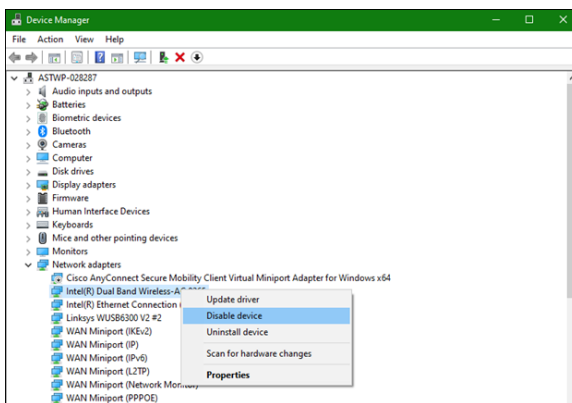 Device Manager
File Action View Help
ASTWP-028287
Audio inputs and outputs
Batteries
Biometric devices
Bluetooth
Cameras
Computer
Disk drives
Display adapters
Firmware
Human Interface Devices
Keyboards
Mice and other pointing devices
Monitors
Network adapters
Cisco AnyConnect Secure Mobility Client Virtual Miniport Adapter for Windows x64
Intel(R) Dual Band Wireless-AC
Intel(R) Ethernet Connection
Update driver
Linksys WUSB6300 V2 #2
Disable device
WAN Miniport (IKEv2)
Uninstall device
WAN Miniport (IP)
WAN Miniport (IPv6)
Scan for hardware changes
WAN Miniport (L2TP)
WAN Miniport (Network Monitor)
Properties
WAN Miniport (PPPOE)